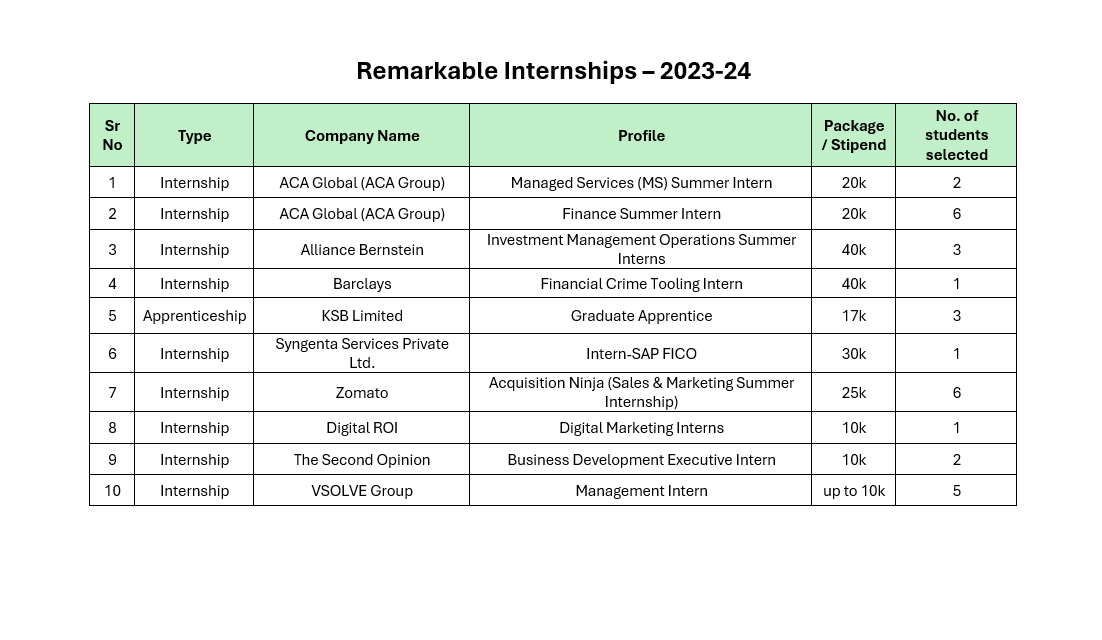 Remarkable Internships – 2023-24
Sr No | Type | Company Name | Profile | Package / Stipend | No. of students selected
1 | Internship | ACA Global (ACA Group) | Managed Services (MS) Summer Intern | 20k | 2
2 | Internship | ACA Global (ACA Group) | Finance Summer Intern | 20k | 6
3 | Internship | Alliance Bernstein | Investment Management Operations Summer Interns | 40k | 3
4 | Internship | Barclays | Financial Crime Tooling Intern | 40k | 1
5 | Apprenticeship | KSB Limited | Graduate Apprentice | 17k | 3
6 | Internship | Syngenta Services Private Ltd. | Intern-SAP FICO | 30k | 1
7 | Internship | Zomato | Acquisition Ninja (Sales & Marketing Summer Internship) | 25k | 6
8 | Internship | Digital ROI | Digital Marketing Interns | 10k | 1
9 | Internship | The Second Opinion | Business Development Executive Intern | 10k | 2
10 | Internship | VSOLVE Group | Management Intern | up to 10k | 5